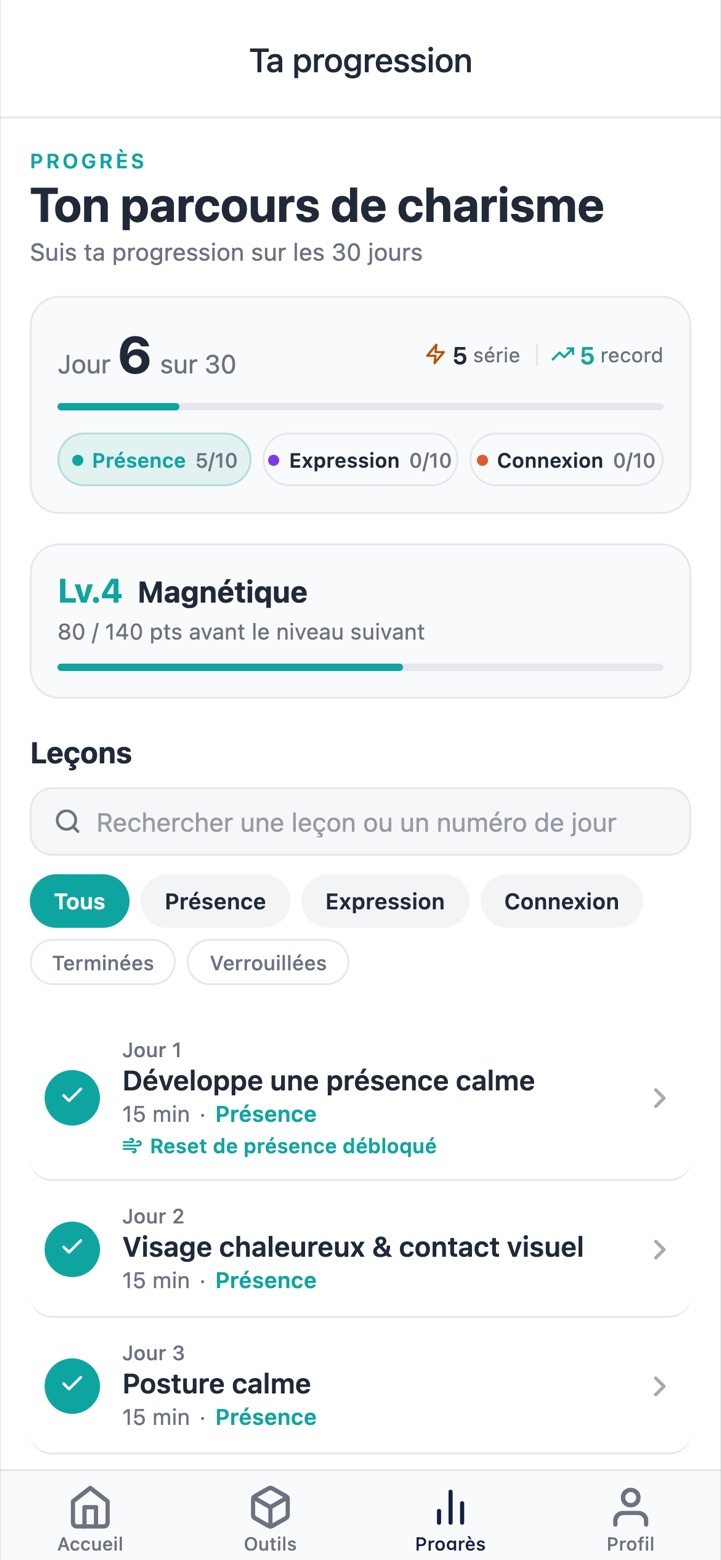 Ta progression
PROGRÈS
Ton parcours de charisme
Suis ta progression sur les 30 jours
Jour 6 sur 30
5 série
5 record
Présence 5/10
Expression 0/10
Connexion 0/10
Lv.4 Magnétique
80 / 140 pts avant le niveau suivant
Leçons
Rechercher une leçon ou un numéro de jour
Tous
Présence
Expression
Connexion
Terminées
Verrouillées
Jour 1
Développe une présence calme
15 min · Présence
Reset de présence débloqué
Jour 2
Visage chaleureux & contact visuel
15 min · Présence
Jour 3
Posture calme
15 min · Présence
Accueil
Outils
Progrès
Profil